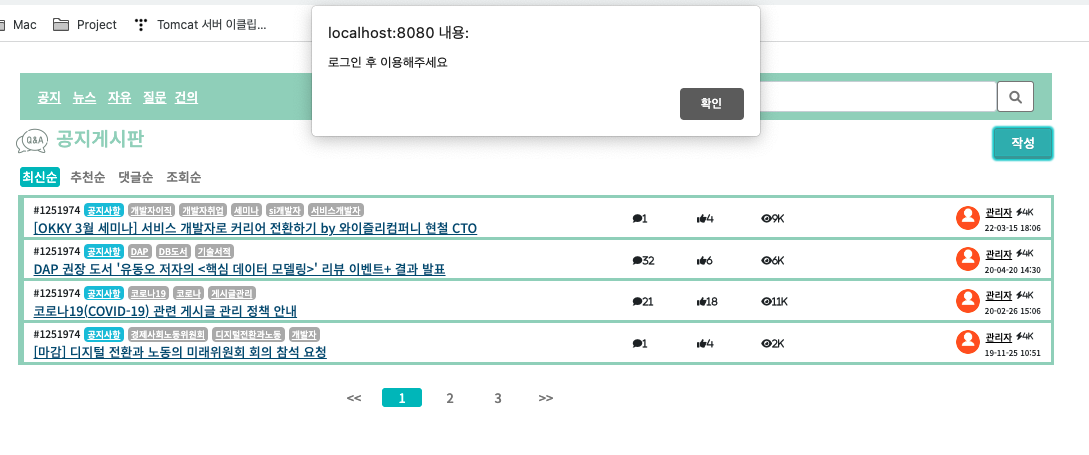 Mac Project Tomcat 서버 이클립...
localhost:8080 내용:
로그인 후 이용해주세요
확인
공지 뉴스 자유 질문 건의
Q&A 공지게시판
작성
최신순 추천순 댓글순 조회순
#1251974 공지사항 개발자이직 개발자취업 세미나 si개발자 서비스개발자
[OKKY 3월 세미나] 서비스 개발자로 커리어 전환하기 by 와이즐리컴퍼니 현철 CTO
1 4 9K
관리자 4K
22-03-15 18:06
#1251974 공지사항 DAP DB도서 기술서적
DAP 권장 도서 '유동오 저자의 <핵심 데이터 모델링>' 리뷰 이벤트+ 결과 발표
32 6 6K
관리자 4K
20-04-20 14:30
#1251974 공지사항 코로나19 코로나 게시글관리
코로나19(COVID-19) 관련 게시글 관리 정책 안내
21 18 11K
관리자 4K
20-02-26 15:06
#1251974 공지사항 경제사회노동위원회 디지털전환과노동 개발자
[마감] 디지털 전환과 노동의 미래위원회 회의 참석 요청
1 4 2K
관리자 4K
19-11-25 10:51
<< 1 2 3 >>